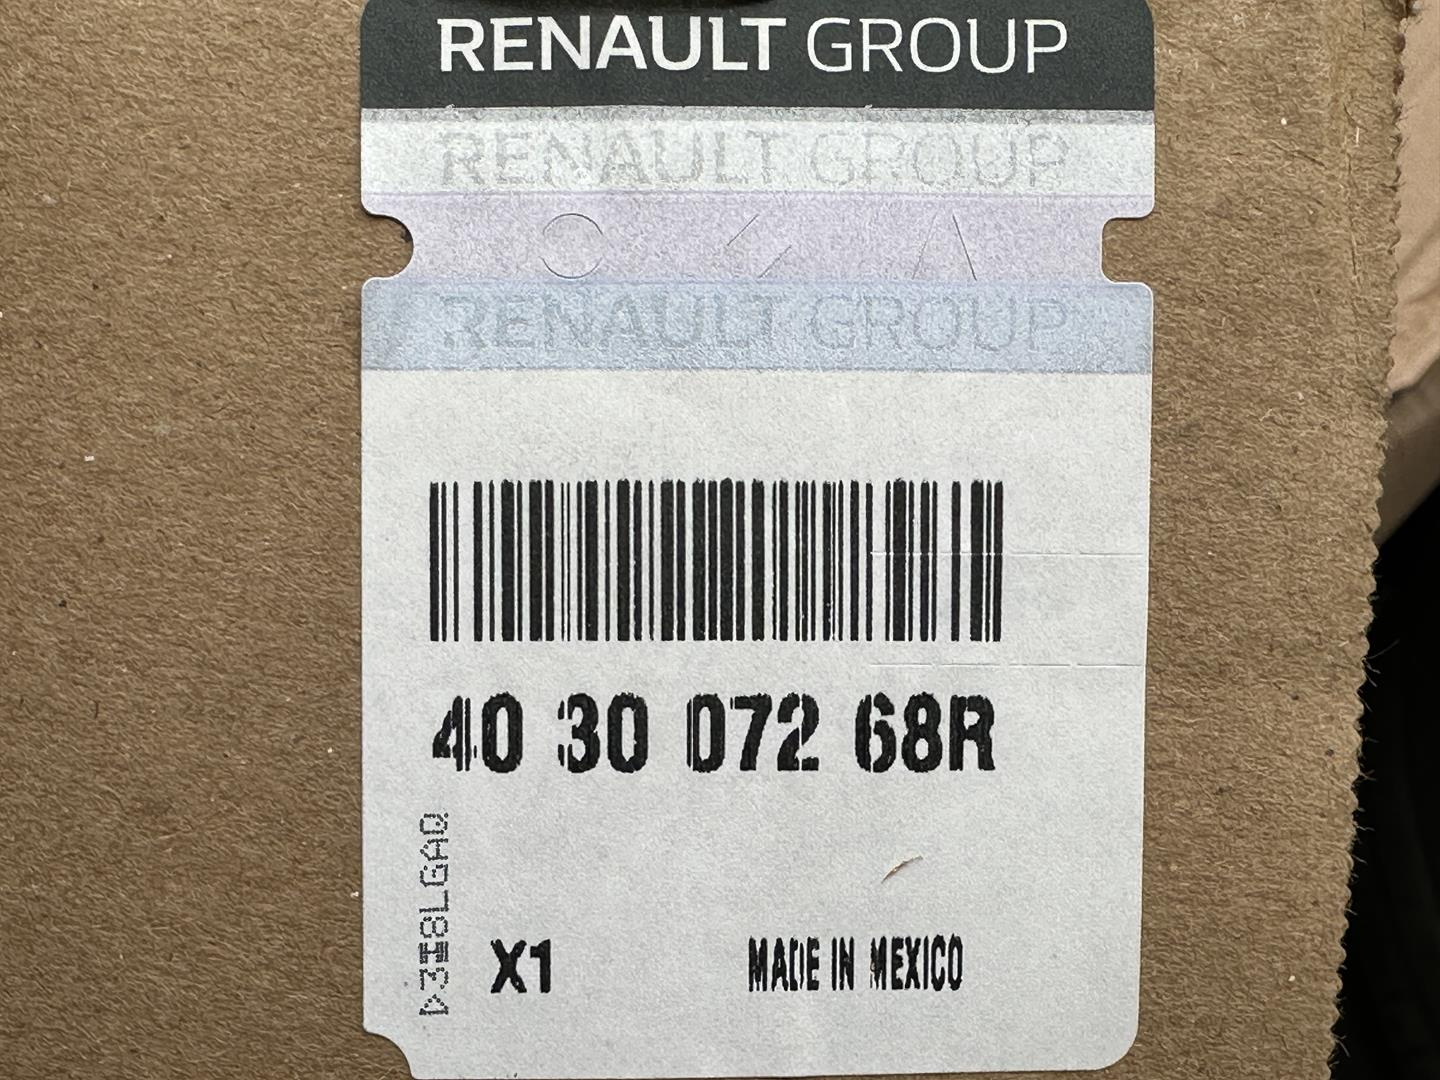 RENAULT GROUP
RENAULT GROUP
RENAULT GROUP
40 30 072 68R
X1
MADE IN MEXICO